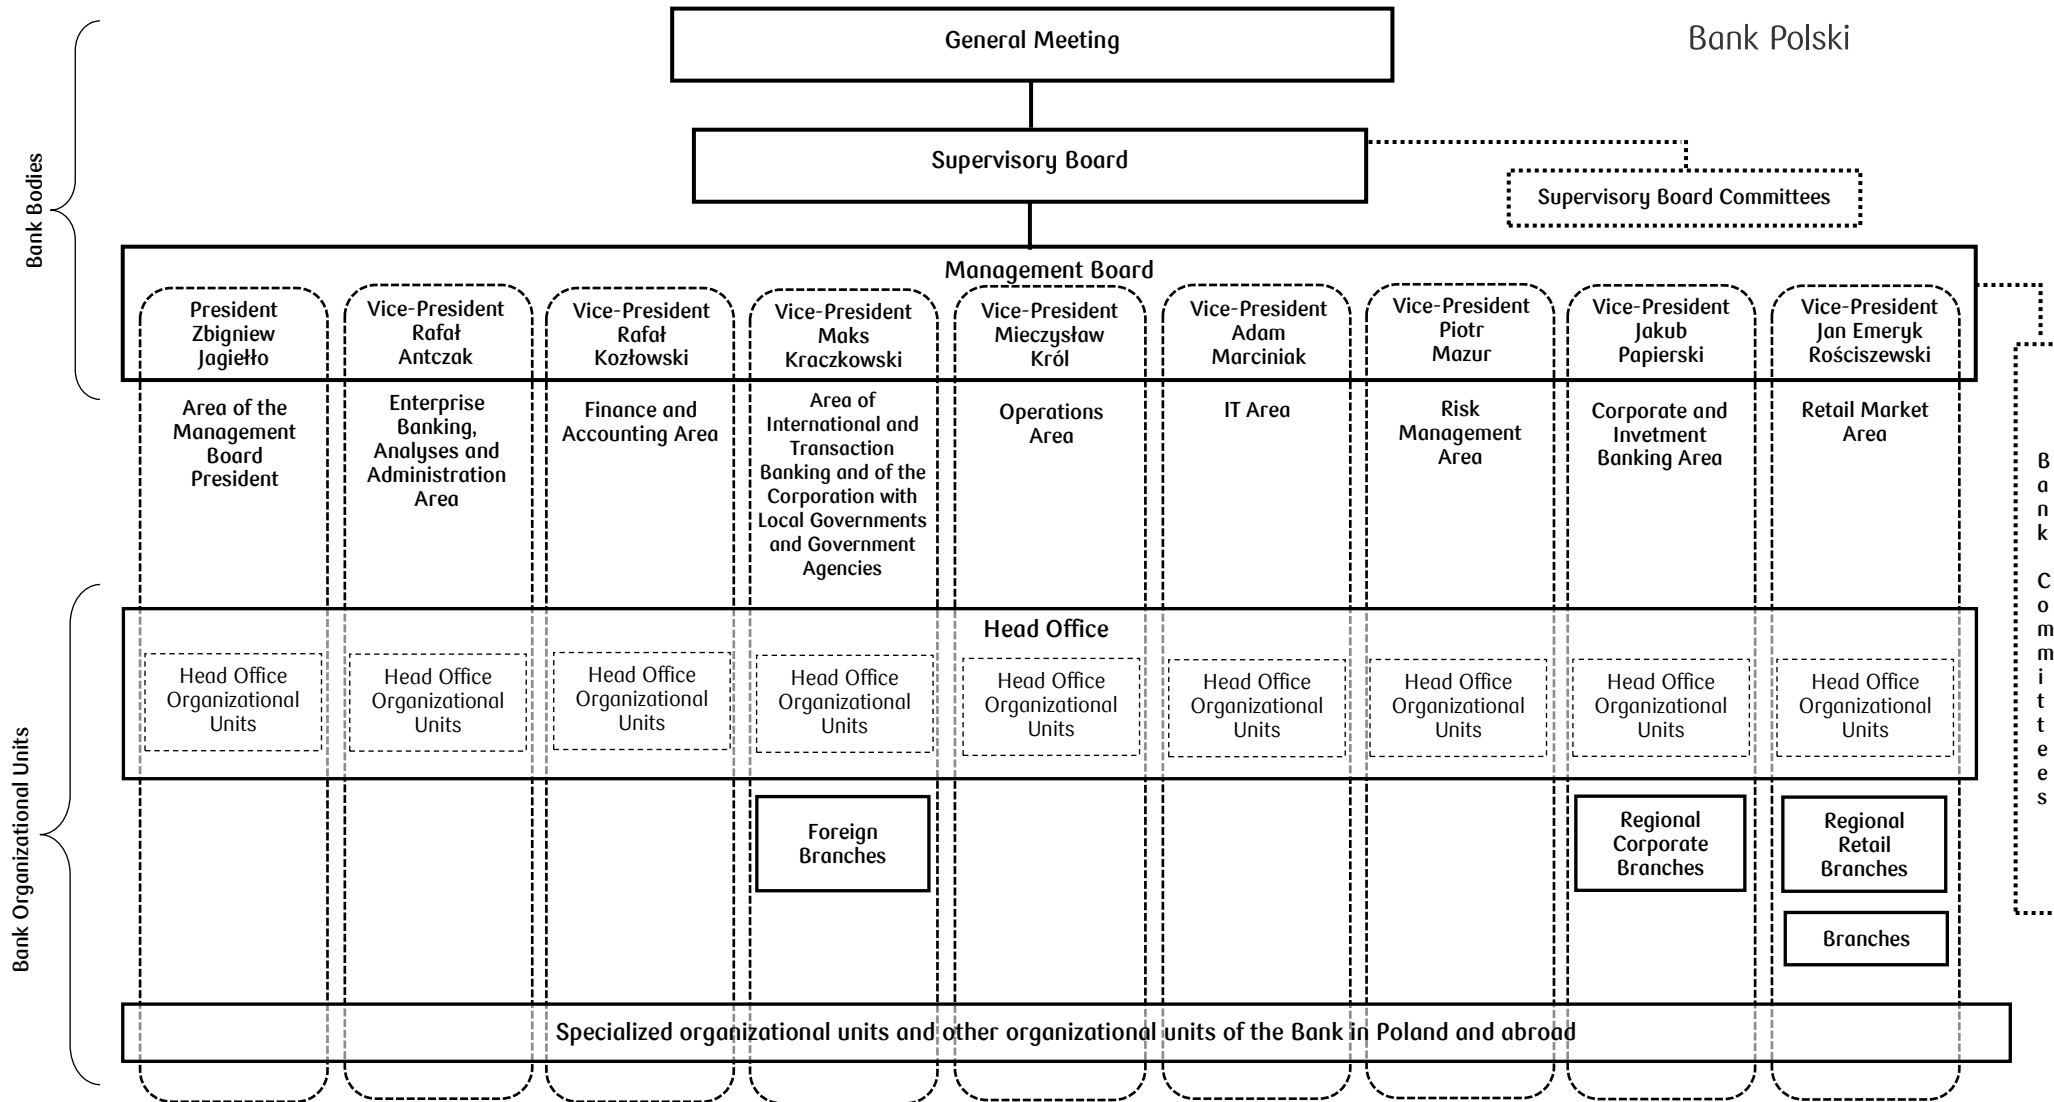 General Meeting
Bank Polski
Supervisory Board
Supervisory Board Committees
Bank Bodies
Management Board
President
Zbigniew
Jagiełło
Vice-President
Rafał
Antczak
Vice-President
Rafał
Kozłowski
Vice-President
Maks
Kraczkowski
Vice-President
Mieczysław
Król
Vice-President
Adam
Marciniak
Vice-President
Piotr
Mazur
Vice-President
Jakub
Papierski
Vice-President
Jan Emeryk
Rościszewski
Area of the
Management
Board
President
Enterprise
Banking,
Analyses and
Administration
Area
Finance and
Accounting Area
Area of
International and
Transaction
Banking and of the
Corporation with
Local Governments
and Government
Agencies
Operations
Area
IT Area
Risk
Management
Area
Corporate and
Invetment
Banking Area
Retail Market
Area
Bank Committees
Bank Organizational Units
Head Office
Head Office
Organizational
Units
Head Office
Organizational
Units
Head Office
Organizational
Units
Head Office
Organizational
Units
Head Office
Organizational
Units
Head Office
Organizational
Units
Head Office
Organizational
Units
Head Office
Organizational
Units
Head Office
Organizational
Units
Foreign
Branches
Regional
Corporate
Branches
Regional
Retail
Branches
Branches
Specialized organizational units and other organizational units of the Bank in Poland and abroad